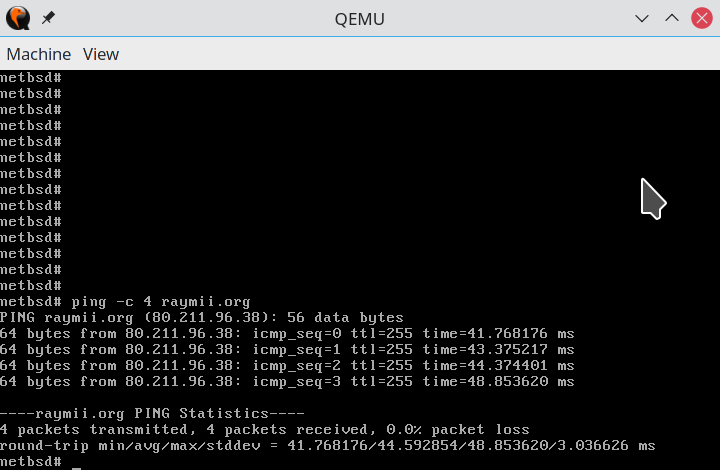 QEMU
Machine View
netbsd#
netbsd#
netbsd#
netbsd#
netbsd#
netbsd#
netbsd#
netbsd#
netbsd#
netbsd#
netbsd#
netbsd#
netbsd#
netbsd#
netbsd# ping -c 4 raymii.org
PING raymii.org (80.211.96.38): 56 data bytes
64 bytes from 80.211.96.38: icmp_seq=0 ttl=255 time=41.768176 ms
64 bytes from 80.211.96.38: icmp_seq=1 ttl=255 time=43.375217 ms
64 bytes from 80.211.96.38: icmp_seq=2 ttl=255 time=44.374401 ms
64 bytes from 80.211.96.38: icmp_seq=3 ttl=255 time=48.853620 ms
----raymii.org PING Statistics----
4 packets transmitted, 4 packets received, 0.0% packet loss
round-trip min/avg/max/stddev = 41.768176/44.592854/48.853620/3.036626 ms
netbsd# _